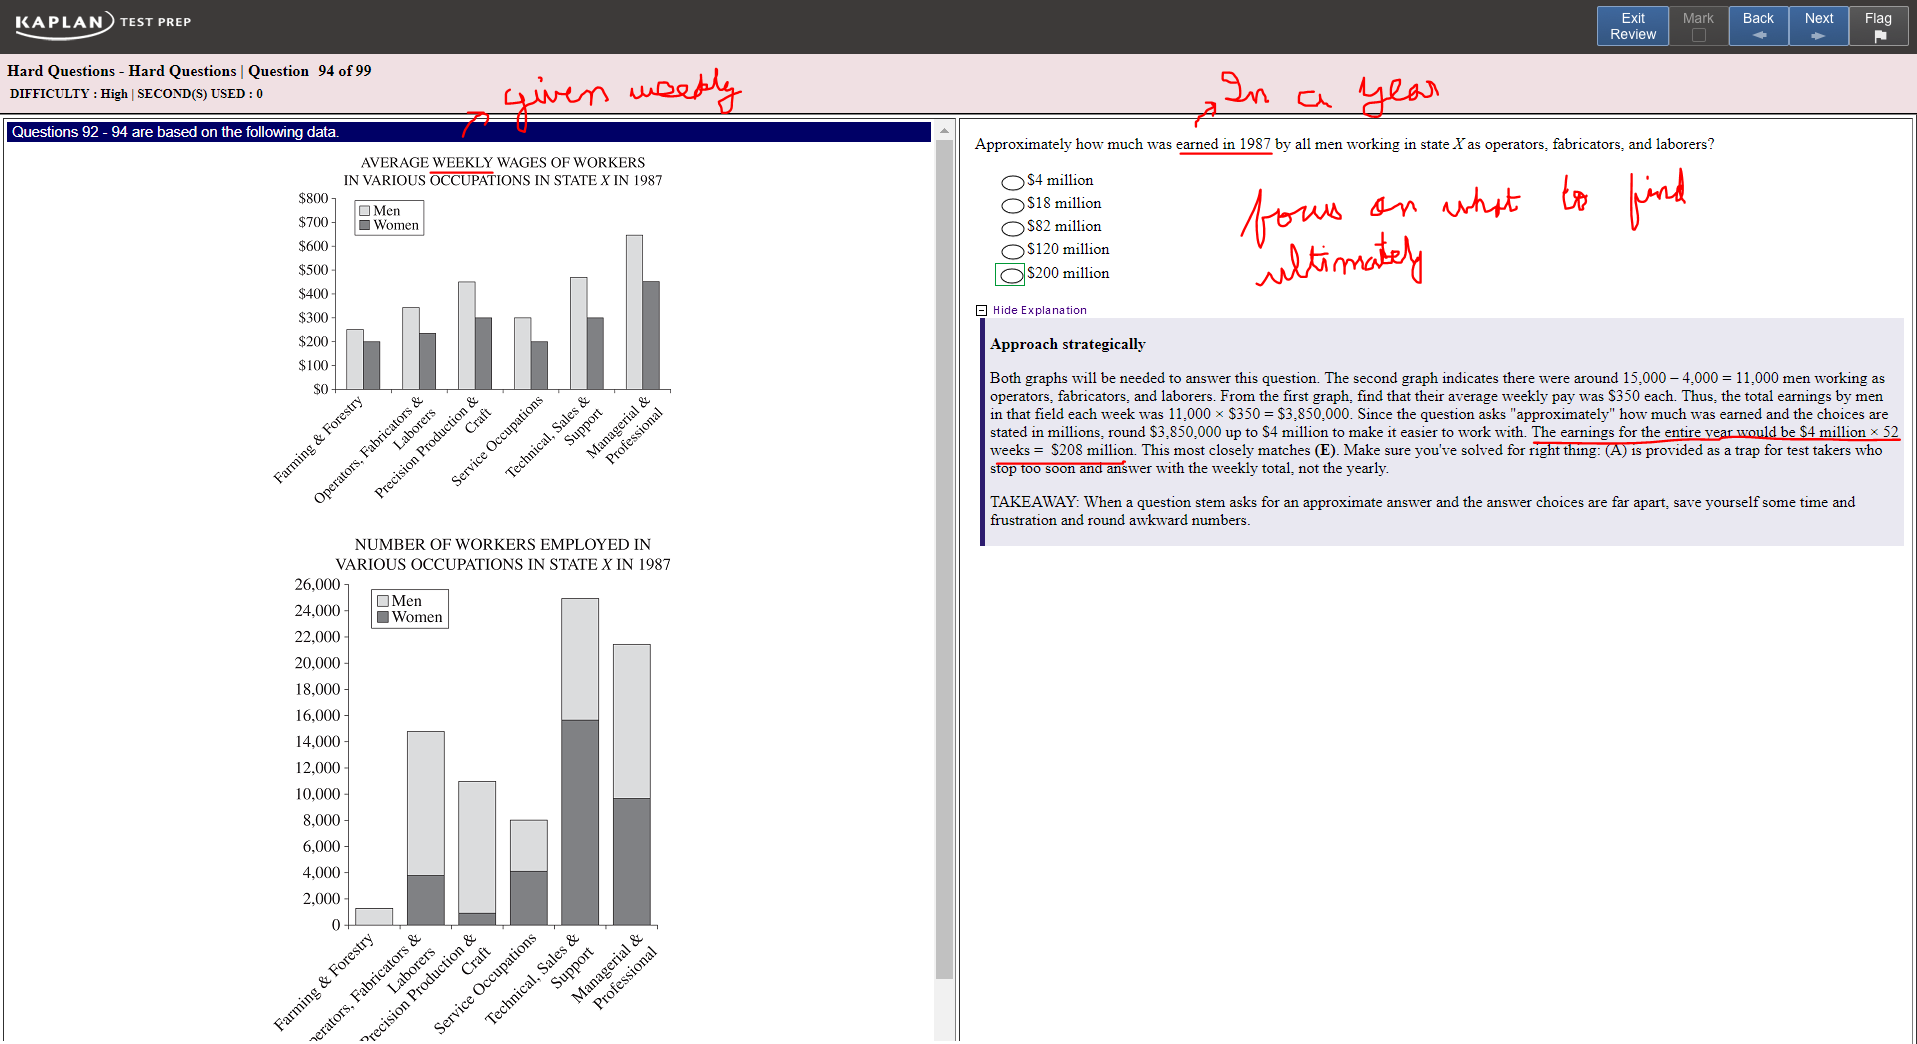 KAPLAN TEST PREP
Exit Review
Mark
Back
Next
Flag
Hard Questions - Hard Questions | Question 94 of 99
DIFFICULTY : High | SECOND(S) USED : 0
given weekly
In a year
Questions 92 - 94 are based on the following data.
AVERAGE WEEKLY WAGES OF WORKERS
IN VARIOUS OCCUPATIONS IN STATE X IN 1987
$800
$700
$600
$500
$400
$300
$200
$100
$0
Men
Women
Farming & Forestry
Operators, Fabricators &
Laborers
Precision Production &
Craft
Service Occupations
Technical, Sales &
Support
Managerial &
Professional
NUMBER OF WORKERS EMPLOYED IN
VARIOUS OCCUPATIONS IN STATE X IN 1987
26,000
24,000
22,000
20,000
18,000
16,000
14,000
12,000
10,000
8,000
6,000
4,000
2,000
0
Men
Women
Farming & Forestry
perators, Fabricators &
Laborers
Precision Production &
Craft
Service Occupations
Technical, Sales &
Support
Managerial &
Professional
Approximately how much was earned in 1987 by all men working in state X as operators, fabricators, and laborers?
$4 million
$18 million
$82 million
$120 million
$200 million
focus on what to find
ultimately
Hide Explanation
Approach strategically
Both graphs will be needed to answer this question. The second graph indicates there were around 15,000 – 4,000 = 11,000 men working as
operators, fabricators, and laborers. From the first graph, find that their average weekly pay was $350 each. Thus, the total earnings by men
in that field each week was 11,000 × $350 = $3,850,000. Since the question asks "approximately" how much was earned and the choices are
stated in millions, round $3,850,000 up to $4 million to make it easier to work with. The earnings for the entire year would be $4 million × 52
weeks = $208 million. This most closely matches (E). Make sure you've solved for right thing: (A) is provided as a trap for test takers who
stop too soon and answer with the weekly total, not the yearly.
TAKEAWAY: When a question stem asks for an approximate answer and the answer choices are far apart, save yourself some time and
frustration and round awkward numbers.